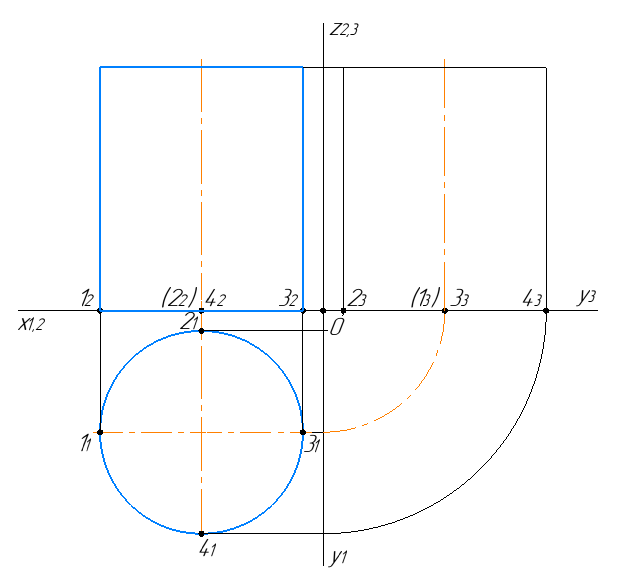 z2,3
12 (22) 42 32 23 (13) 33 43 y3
x1,2 21 0
11 31
41 y1